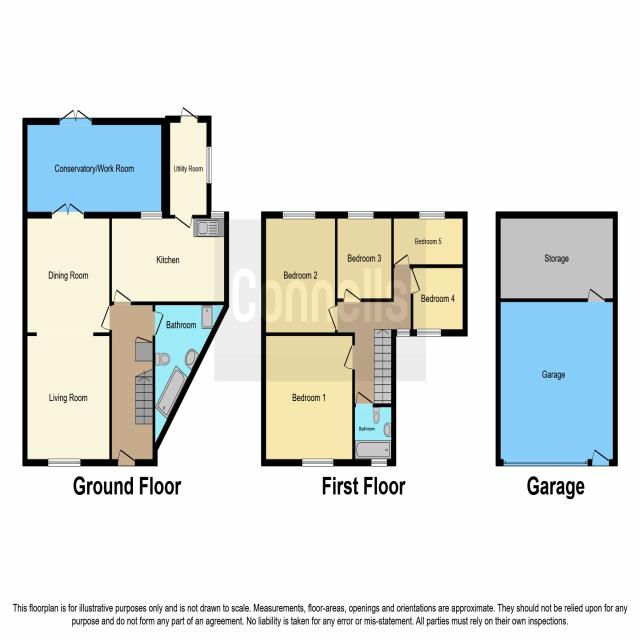 Conservatory/Work Room
Utility Room
Dining Room
Kitchen
Bathroom
Living Room
Ground Floor
Bedroom 2
Bedroom 3
Bedroom 5
Bedroom 4
Bedroom 1
Bathroom
First Floor
Storage
Garage
Garage
Connells
This floorplan is for illustrative purposes only and is not drawn to scale. Measurements, floor-areas, openings and orientations are approximate. They should not be relied upon for any
purpose and do not form any part of an agreement. No liability is taken for any error or mis-statement. All parties must rely on their own inspections.